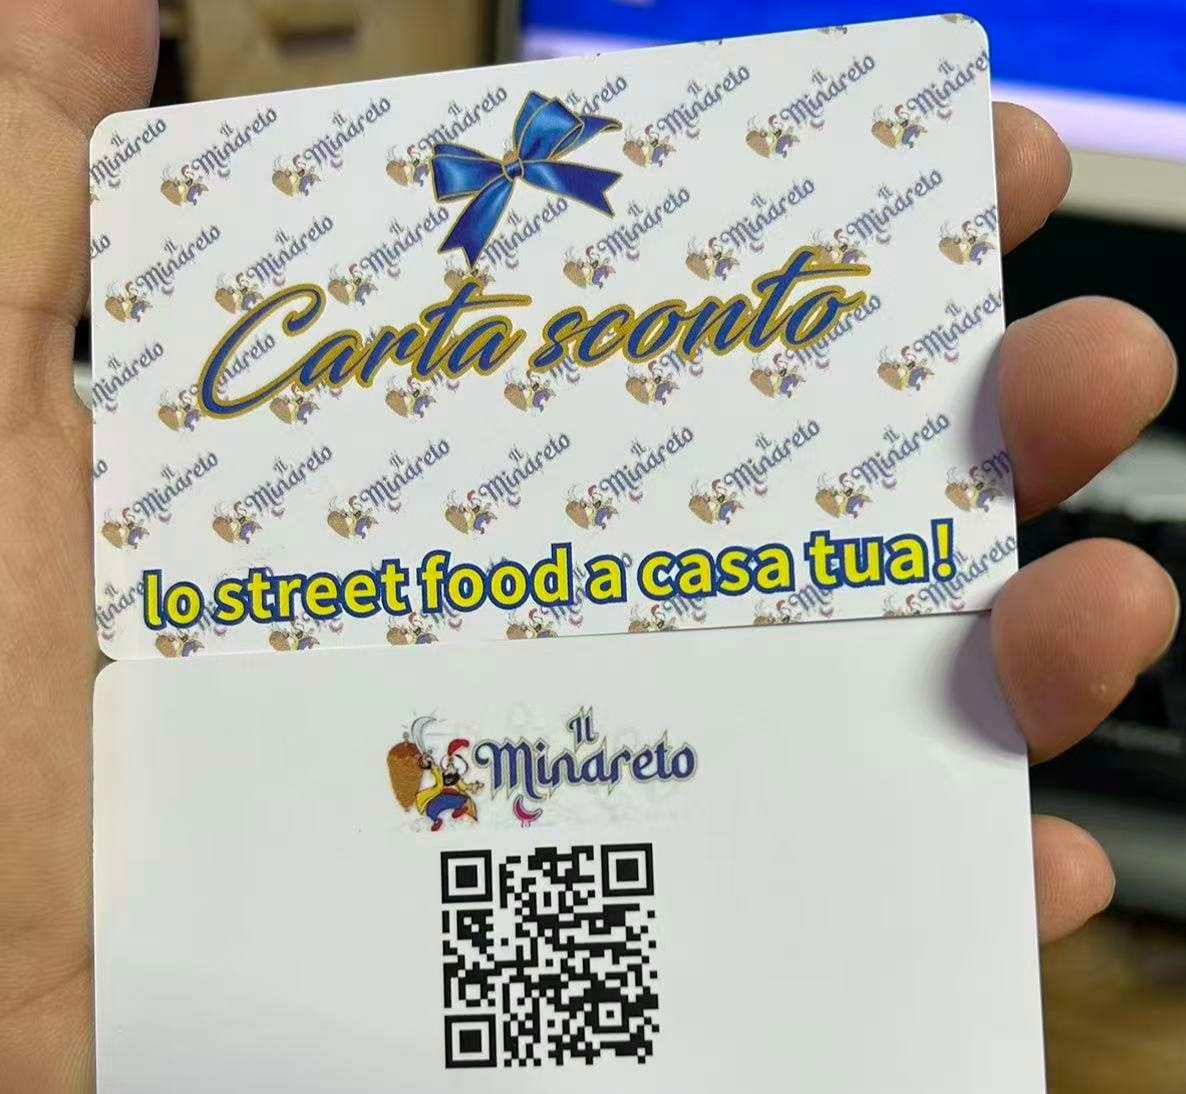 Carta sconto
lo street food a casa tua!
Il
Minareto